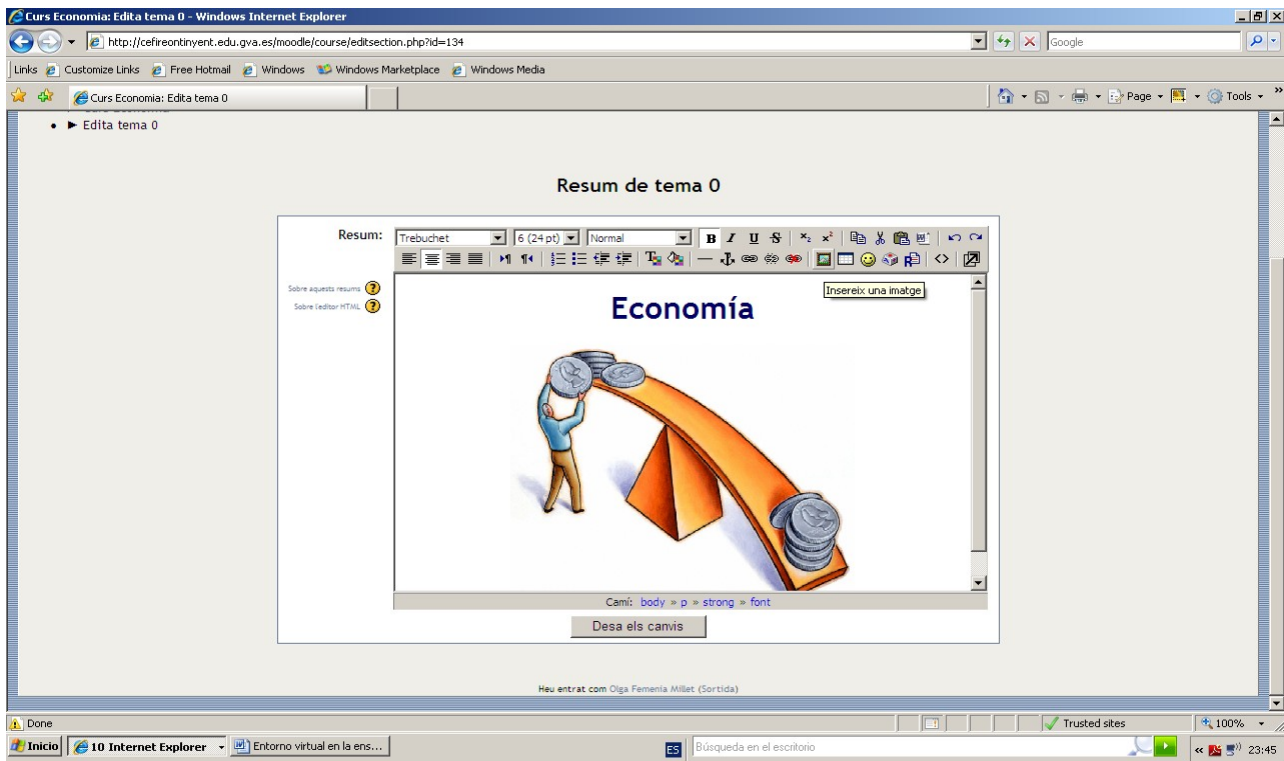 Curs Economia: Edita tema 0 - Windows Internet Explorer
http://cefireontinyent.edu.gva.es/moodle/course/editsection.php?id=134
Google
Links Customize Links Free Hotmail Windows Windows Marketplace Windows Media
Curs Economia: Edita tema 0
Page Tools
Edita tema 0
Resum de tema 0
Resum:
Trebuchet 6 (24 pt) Normal B I U S x₂ x²
Sobre aquests resums
Sobre l'editor HTML
Insereix una imatge
Economía
Camí: body » p » strong » font
Desa els canvis
Heu entrat com Olga Femenia Millet (Sortida)
Done Trusted sites 100%
Inicio 10 Internet Explorer Entorno virtual en la ens... ES Búsqueda en el escritorio 23:45